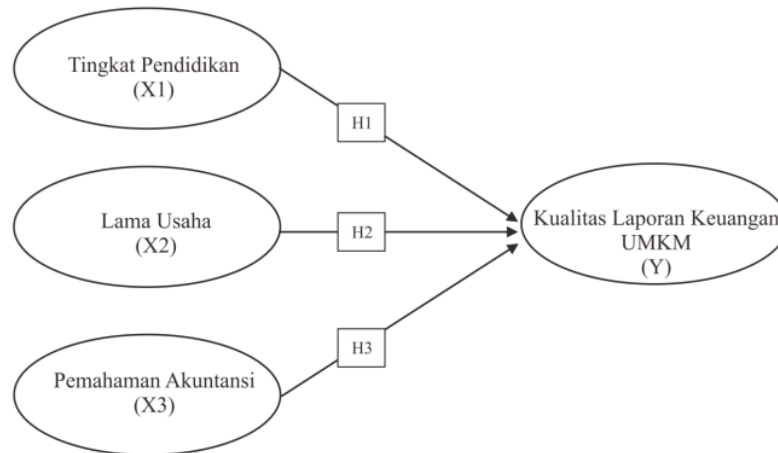 Tingkat Pendidikan
(X1)
H1
Lama Usaha
(X2)
H2
Kualitas Laporan Keuangan
UMKM
(Y)
H3
Pemahaman Akuntansi
(X3)